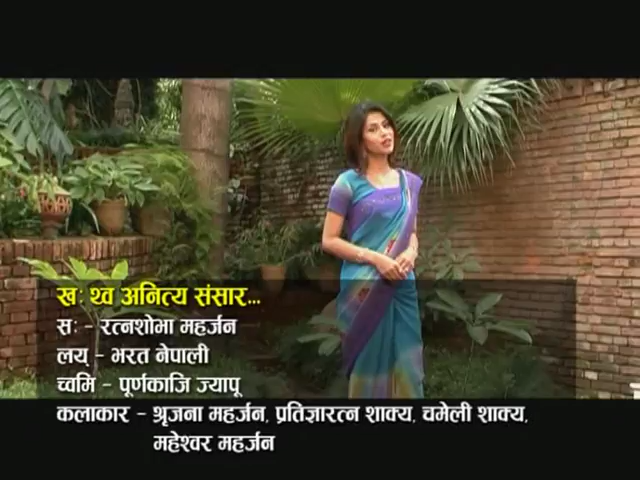 खः थ्व अनित्य संसार...
सः - रत्नशोभा महर्जन
लय् - भरत नेपाली
च्वमि - पूर्णकाजि ज्यापू
कलाकार - श्रृजना महर्जन, प्रतिज्ञारत्न शाक्य, चमेली शाक्य,
महेश्वर महर्जन